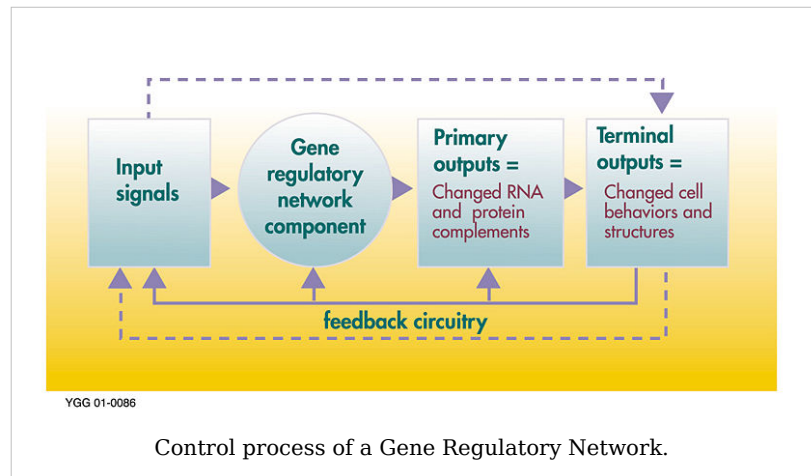 Input
signals
Gene
regulatory
network
component
Primary
outputs =
Changed RNA
and protein
complements
Terminal
outputs =
Changed cell
behaviors and
structures
feedback circuitry
YGG 01-0086
Control process of a Gene Regulatory Network.